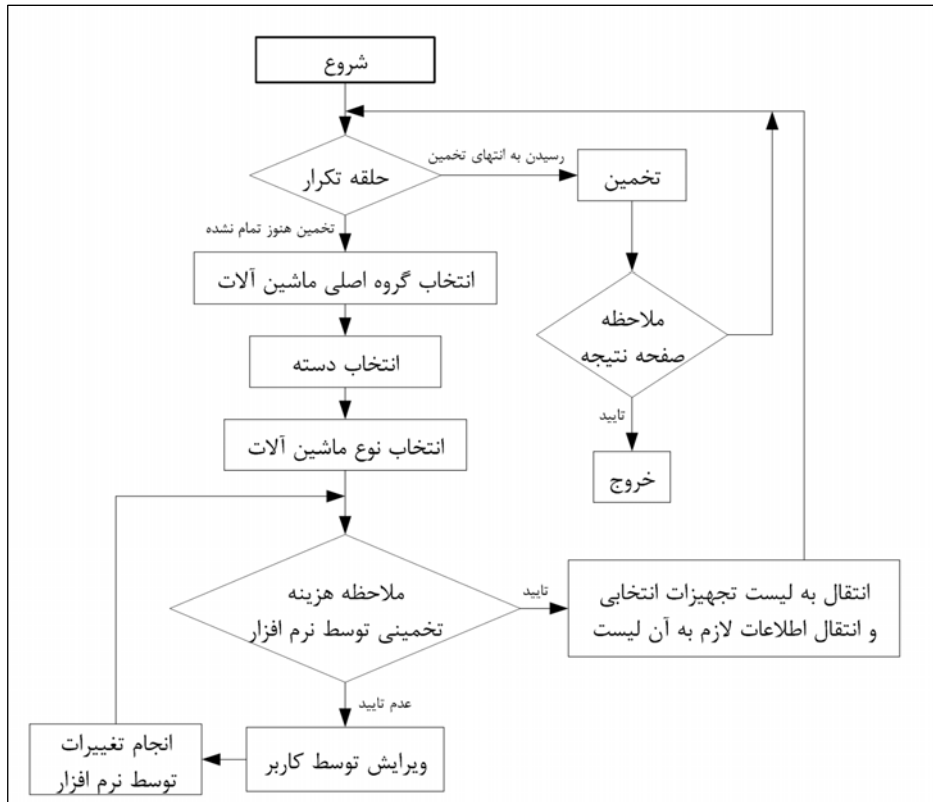 شروع
حلقه تکرار
رسیدن به انتهای تخمین
تخمین
تخمین هنوز تمام نشده
انتخاب گروه اصلی ماشین آلات
ملاحظه
صفحه نتیجه
انتخاب دسته
تایید
انتخاب نوع ماشین آلات
خروج
ملاحظه هزینه
تخمینی توسط نرم افزار
تایید
انتقال به لیست تجهیزات انتخابی
و انتقال اطلاعات لازم به آن لیست
عدم تایید
ویرایش توسط کاربر
انجام تغییرات
توسط نرم افزار